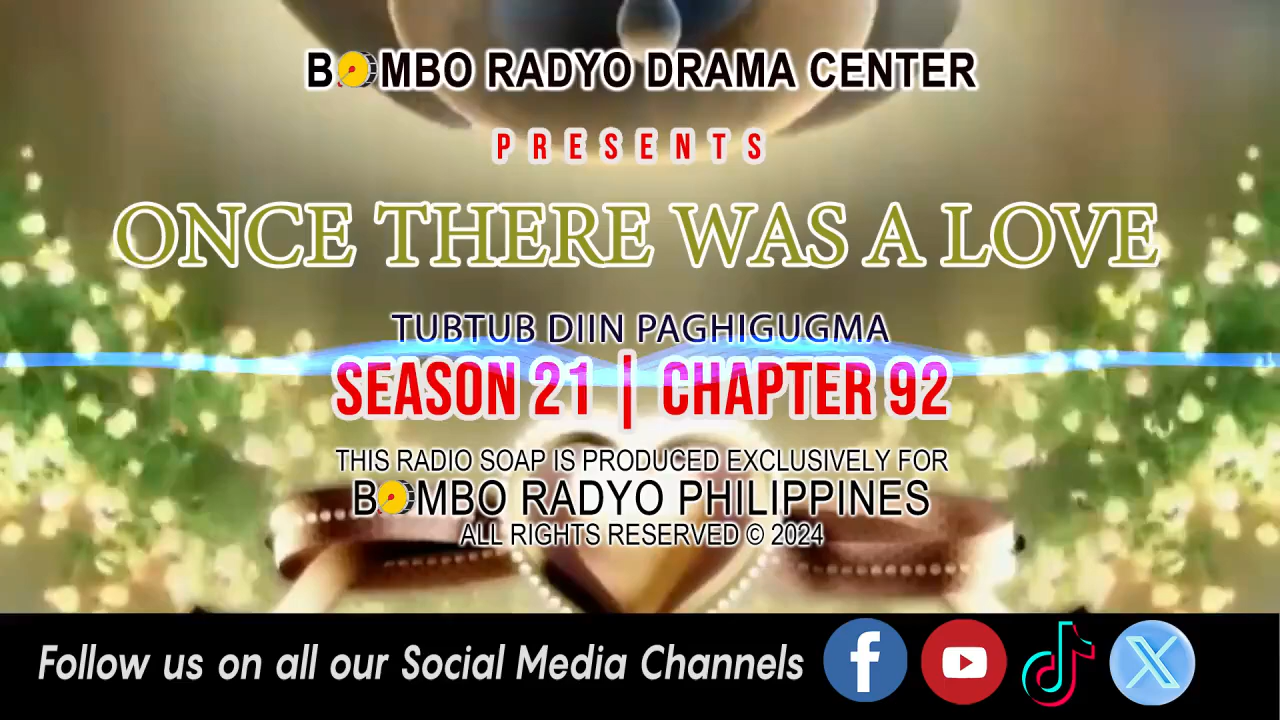 BOMBO RADYO DRAMA CENTER
PRESENTS
ONCE THERE WAS A LOVE
TUBTUB DIIN PAGHIGUGMA
SEASON 21 | CHAPTER 92
THIS RADIO SOAP IS PRODUCED EXCLUSIVELY FOR
BOMBO RADYO PHILIPPINES
ALL RIGHTS RESERVED © 2024
Follow us on all our Social Media Channels